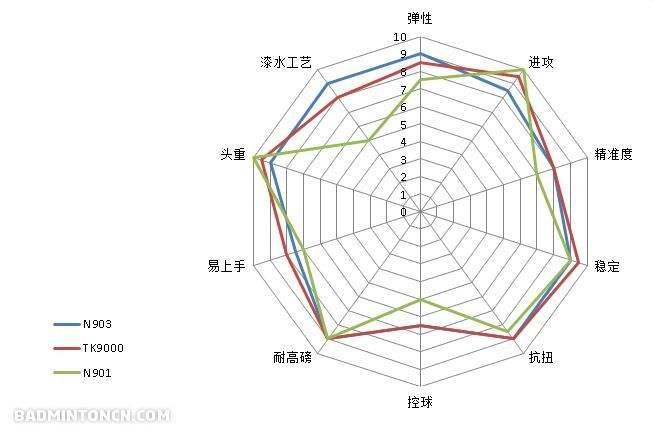 弹性
10
9
8
7
6
5
4
3
2
1
0
进攻
精准度
稳定
抗扭
控球
耐高磅
易上手
头重
漆水工艺
N903
TK9000
N901
BADMINTONCN.COM